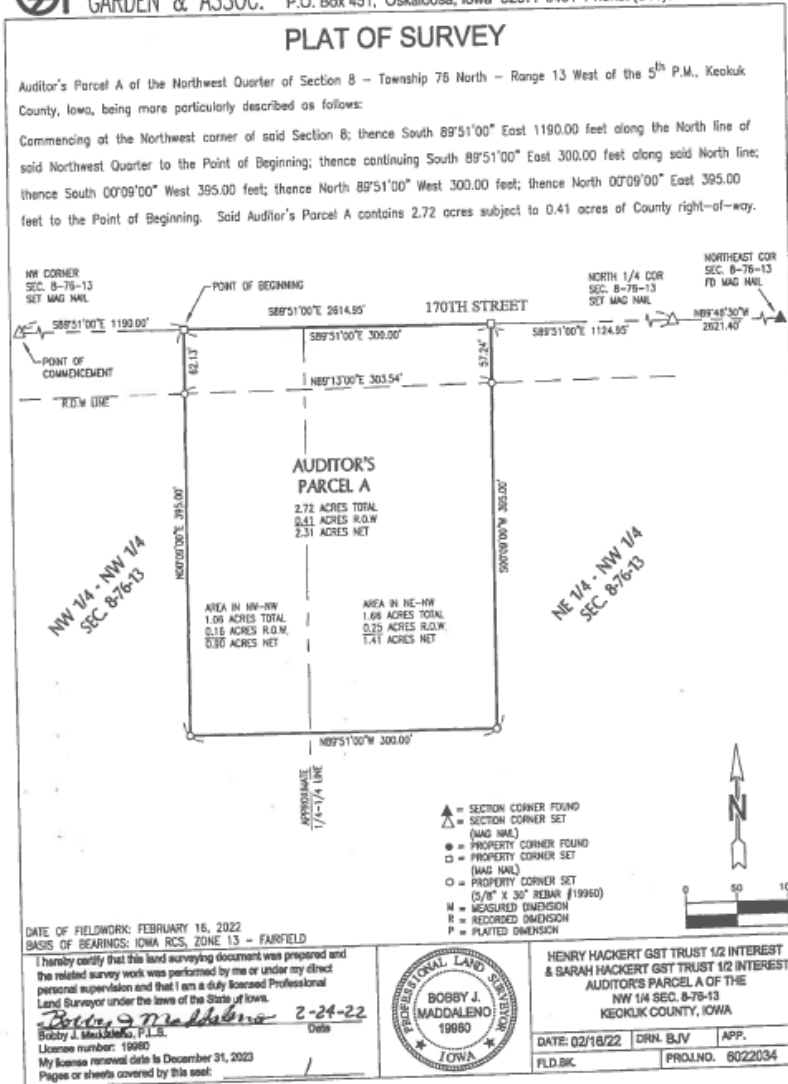 GARDEN & ASSOC. P.O. Box 451, Oskaloosa, Iowa
PLAT OF SURVEY
Auditor's Parcel A of the Northwest Quarter of Section 8 – Township 76 North – Range 13 West of the 5th P.M., Keokuk
County, Iowa, being more particularly described as follows:
Commencing at the Northwest corner of said Section 8; thence South 89°51'00" East 1190.00 feet along the North line of
said Northwest Quarter to the Point of Beginning; thence continuing South 89°51'00" East 300.00 feet along said North line;
thence South 00°09'00" West 395.00 feet; thence North 89°51'00" West 300.00 feet; thence North 00°09'00" East 395.00
feet to the Point of Beginning. Said Auditor's Parcel A contains 2.72 acres subject to 0.41 acres of County right-of-way.
NW CORNER
SEC. 8-76-13
SET MAG NAIL
POINT OF BEGINNING
NORTH 1/4 COR
SEC. 8-76-13
SET MAG NAIL
NORTHEAST COR
SEC. 8-76-13
FD MAG NAIL
S89°51'00"E 1190.00'
S89°51'00"E 2614.95'
170TH STREET
S89°51'00"E 300.00'
S89°51'00"E 1124.95'
N89°46'30"W
2621.40'
POINT OF
COMMENCEMENT
62.13'
57.24'
R.O.W LINE
N89°13'00"E 303.54'
AUDITOR'S
PARCEL A
2.72 ACRES TOTAL
0.41 ACRES R.O.W
2.31 ACRES NET
N00°09'00"E 395.00'
S00°09'00"W 395.00'
NW 1/4 - NW 1/4
SEC. 8-76-13
NE 1/4 - NW 1/4
SEC. 8-76-13
AREA IN NW-NW
1.06 ACRES TOTAL
0.16 ACRES R.O.W.
0.90 ACRES NET
AREA IN NE-NW
1.66 ACRES TOTAL
0.25 ACRES R.O.W.
1.41 ACRES NET
N89°51'00"W 300.00'
APPROXIMATE
1/4-1/4 LINE
= SECTION CORNER FOUND
= SECTION CORNER SET
(MAG NAIL)
= PROPERTY CORNER FOUND
= PROPERTY CORNER SET
(MAG NAIL)
= PROPERTY CORNER SET
(5/8" X 30" REBAR #19960)
M = MEASURED DIMENSION
R = RECORDED DIMENSION
P = PLATTED DIMENSION
N
0 50 10
DATE OF FIELDWORK: FEBRUARY 16, 2022
BASIS OF BEARINGS: IOWA RCS, ZONE 13 - FAIRFIELD
I hereby certify that this land surveying document was prepared and
the related survey work was performed by me or under my direct
personal supervision and that I am a duly licensed Professional
Land Surveyor under the laws of the State of Iowa.
Bobby J Maddaleno 2-24-22
Bobby J. Maddaleno, P.L.S. Date
License number: 19960
My license renewal date is December 31, 2023
Pages or sheets covered by this seal: 1
PROFESSIONAL LAND SURVEYOR
BOBBY J.
MADDALENO
19960
IOWA
HENRY HACKERT GST TRUST 1/2 INTEREST
& SARAH HACKERT GST TRUST 1/2 INTEREST
AUDITOR'S PARCEL A OF THE
NW 1/4 SEC. 8-76-13
KEOKUK COUNTY, IOWA
DATE: 02/16/22 DRN. BJV APP.
FLD.BK. PROJ.NO. 6022034